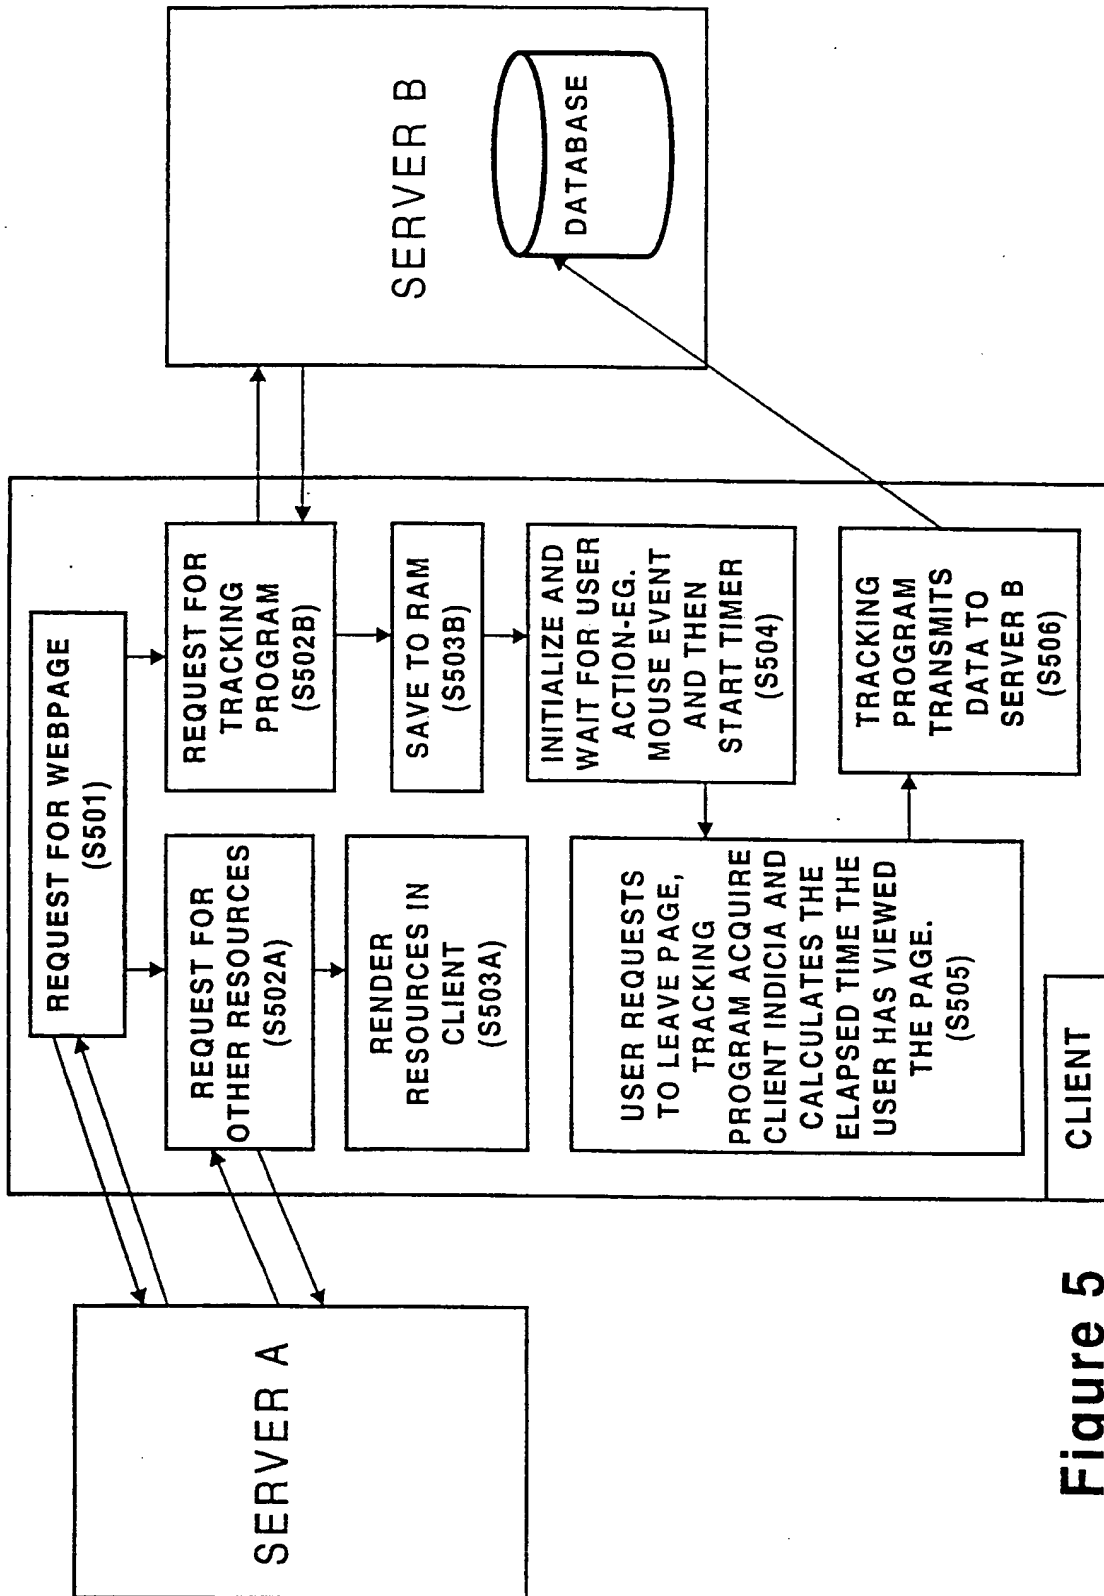 SERVER A
REQUEST FOR WEBPAGE
(S501)
REQUEST FOR
OTHER RESOURCES
(S502A)
RENDER
RESOURCES IN
CLIENT
(S503A)
REQUEST FOR
TRACKING
PROGRAM
(S502B)
SAVE TO RAM
(S503B)
INITIALIZE AND
WAIT FOR USER
ACTION-EG.
MOUSE EVENT
AND THEN
START TIMER
(S504)
USER REQUESTS
TO LEAVE PAGE,
TRACKING
PROGRAM ACQUIRE
CLIENT INDICIA AND
CALCULATES THE
ELAPSED TIME THE
USER HAS VIEWED
THE PAGE.
(S505)
TRACKING
PROGRAM
TRANSMITS
DATA TO
SERVER B
(S506)
CLIENT
SERVER B
DATABASE
Figure 5